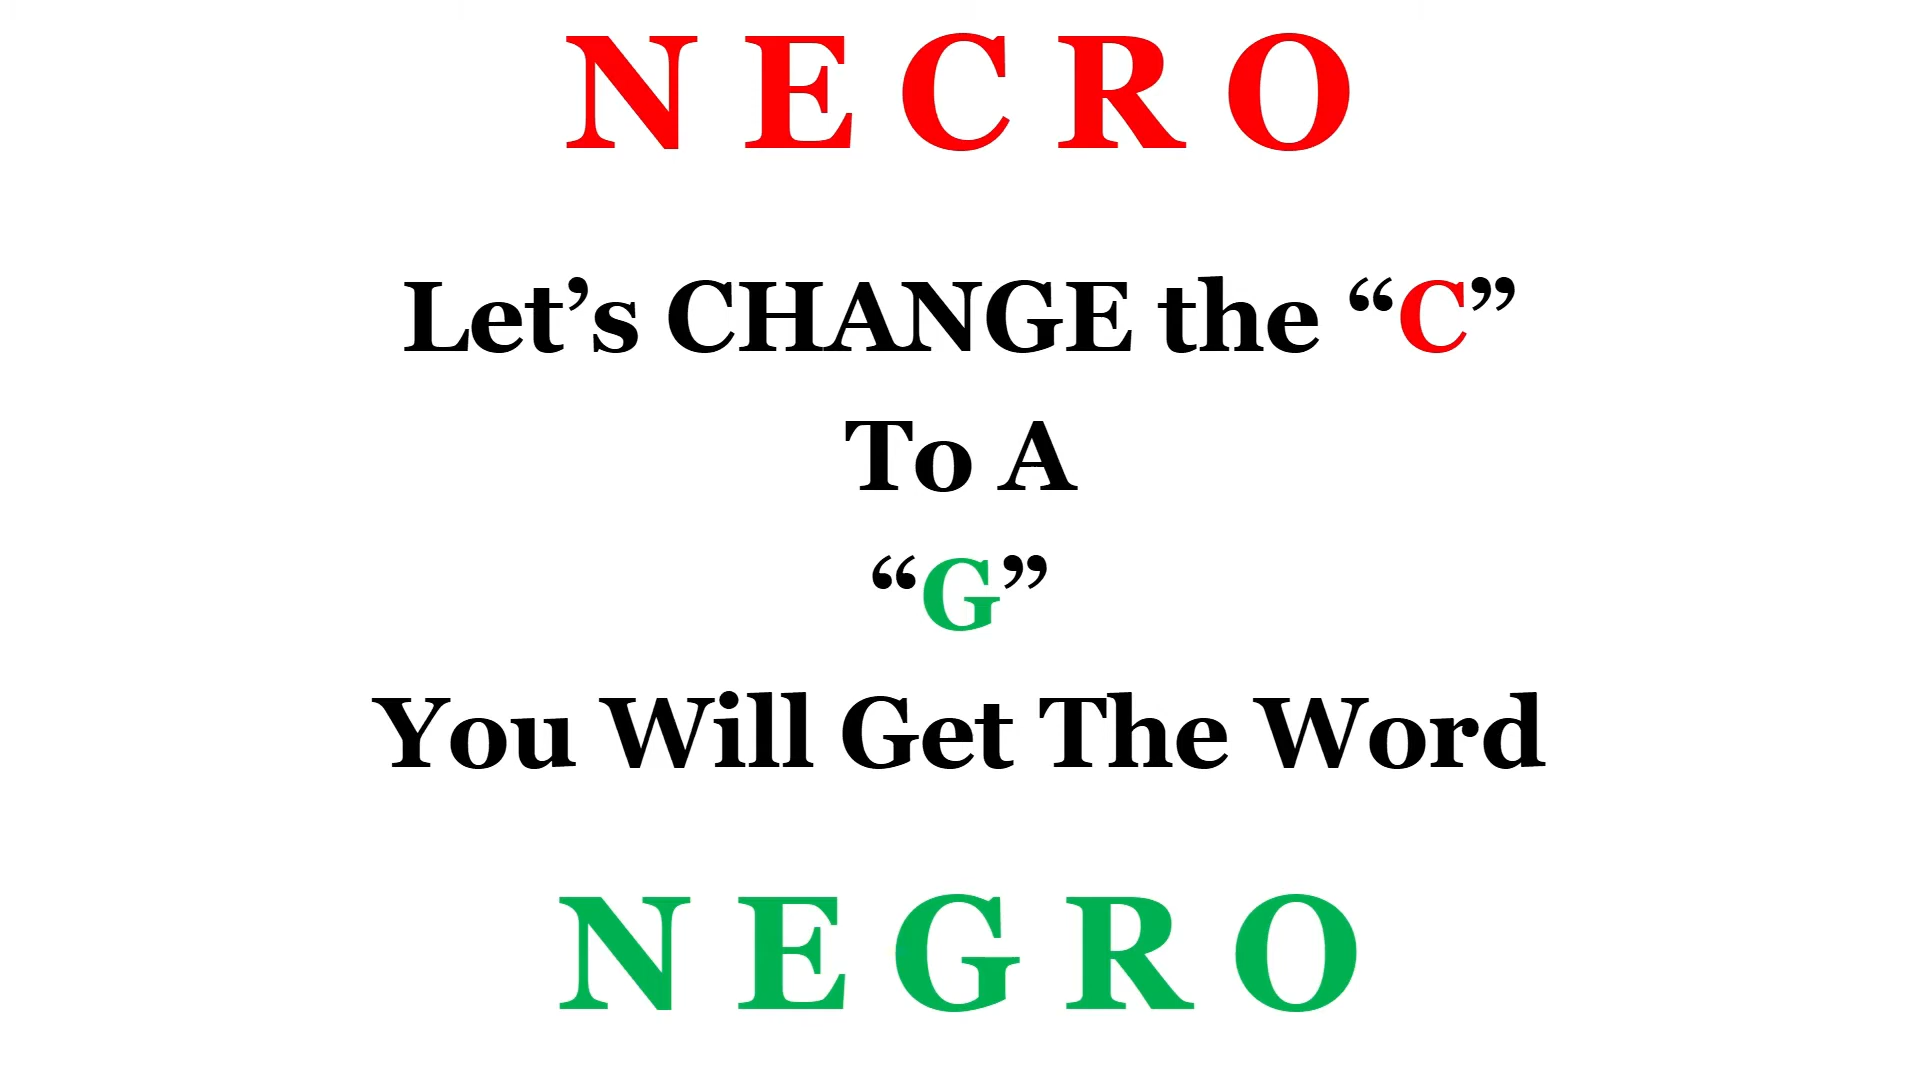 N E C R O
Let’s CHANGE the “C”
To A
“G”
You Will Get The Word
N E G R O